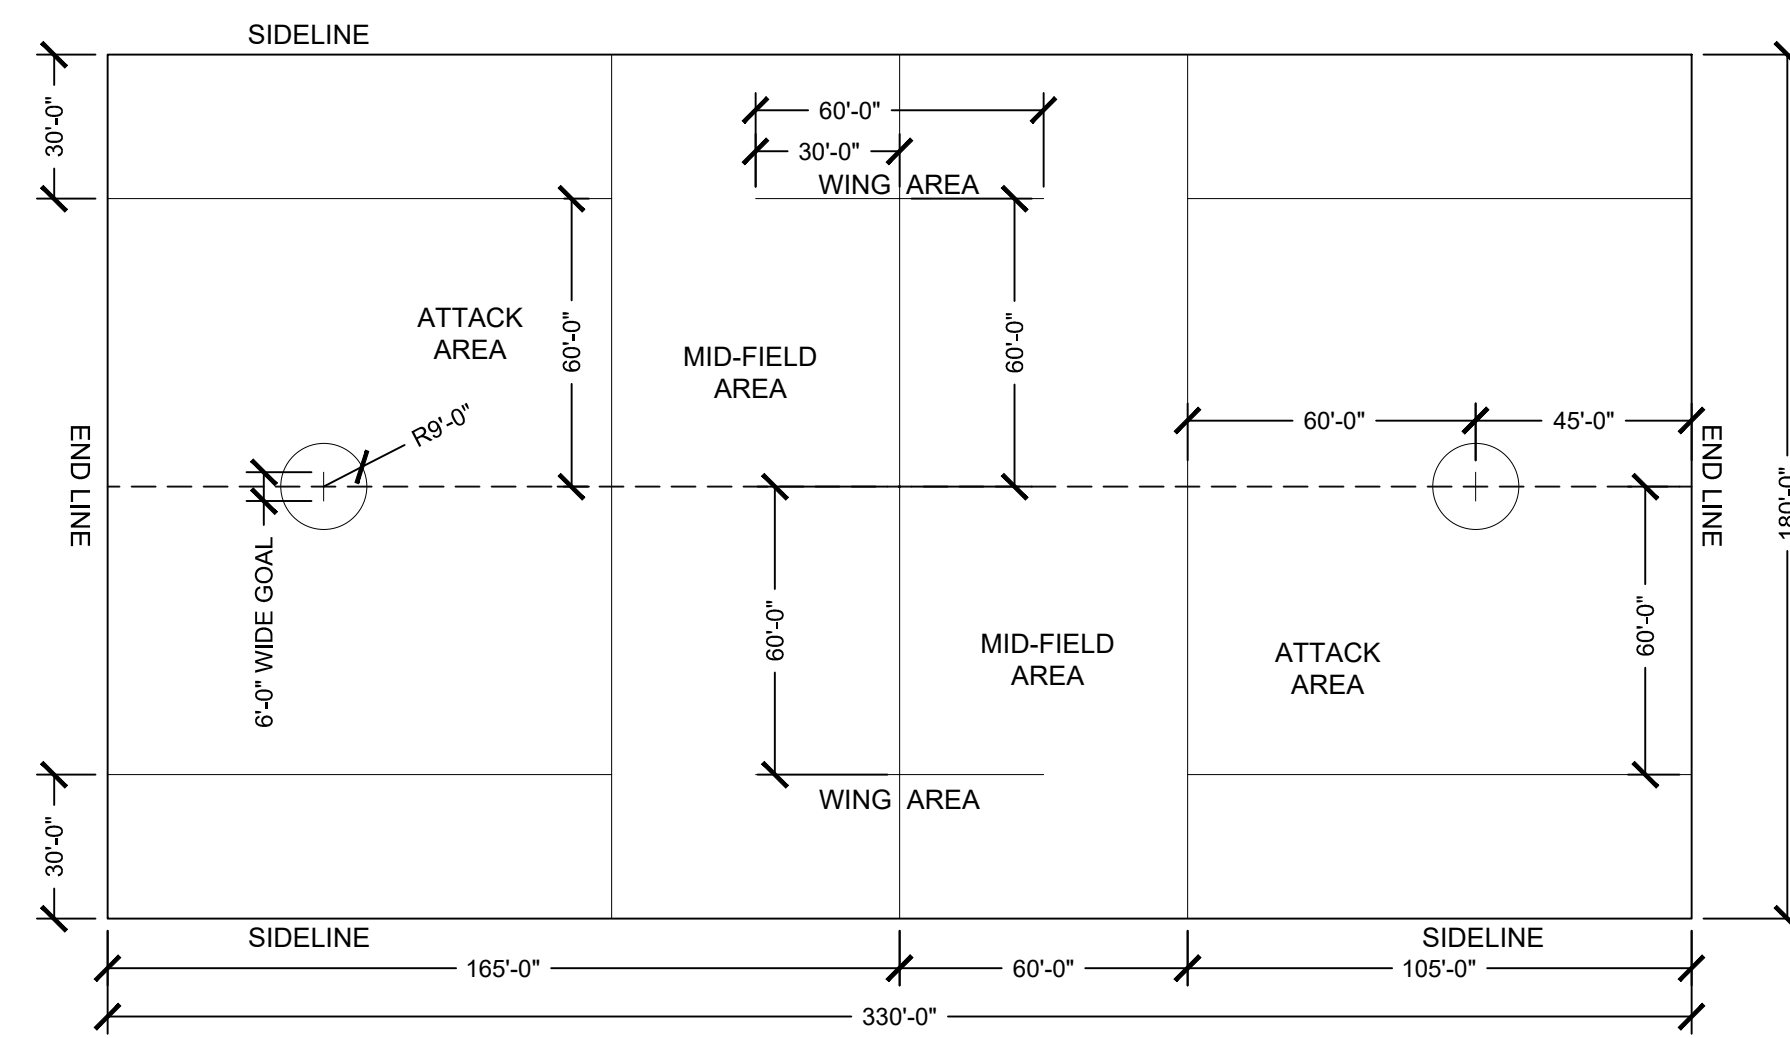 SIDELINE
30'-0"
60'-0"
30'-0"
WING AREA
ATTACK
AREA
60'-0"
MID-FIELD
AREA
60'-0"
R9'-0"
60'-0"
45'-0"
END LINE
END LINE
180'-0"
6'-0" WIDE GOAL
60'-0"
MID-FIELD
AREA
ATTACK
AREA
60'-0"
WING AREA
30'-0"
SIDELINE
SIDELINE
165'-0"
60'-0"
105'-0"
330'-0"